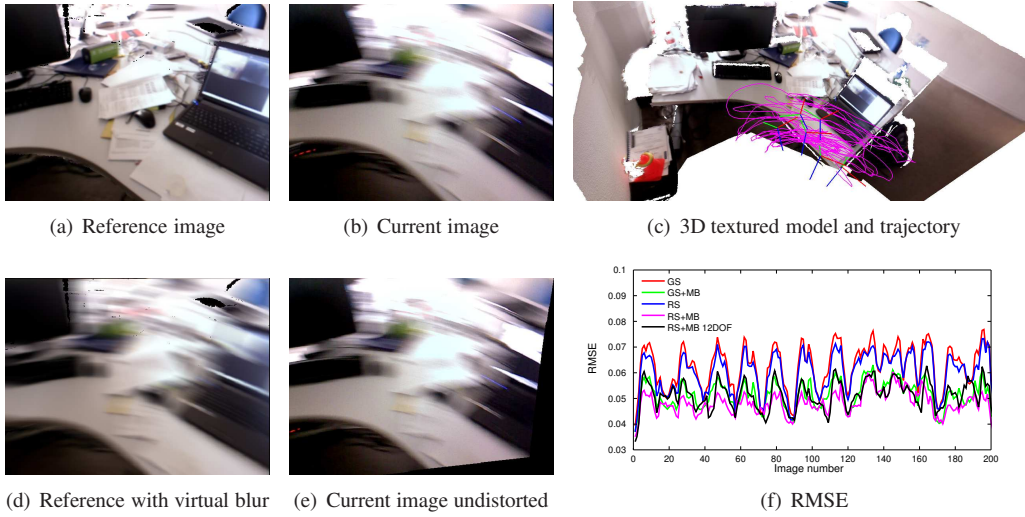 (a) Reference image
(b) Current image
(c) 3D textured model and trajectory
0.1
0.09
0.08
0.07
0.06
0.05
0.04
0.03
RMSE
GS
GS+MB
RS
RS+MB
RS+MB 12DOF
0 20 40 60 80 100 120 140 160 180 200
Image number
(d) Reference with virtual blur
(e) Current image undistorted
(f) RMSE